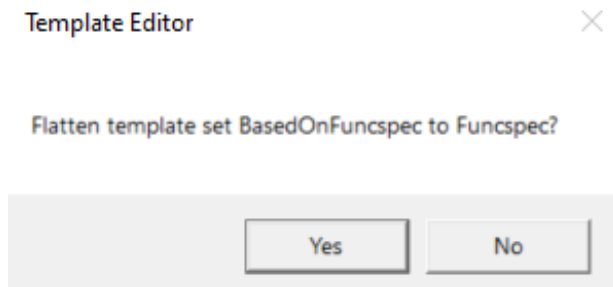 Template Editor
Flatten template set BasedOnFuncspec to Funcspec?
Yes No